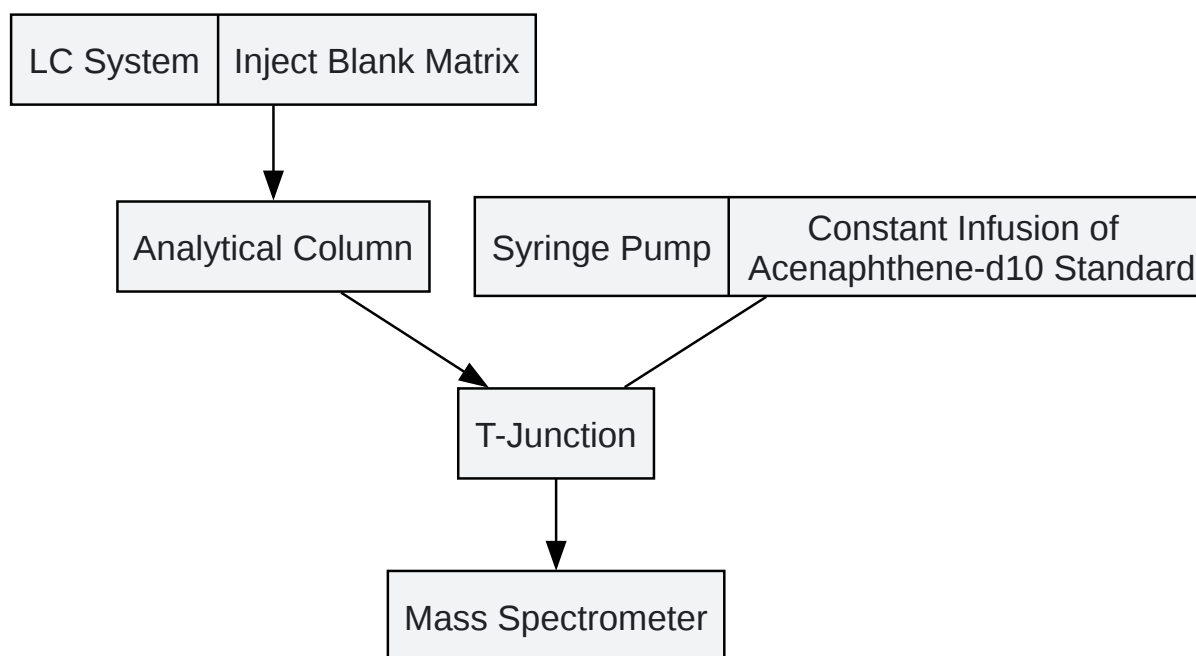 LC System
Inject Blank Matrix
Analytical Column
Syringe Pump
Constant Infusion of
Acenaphthene-d10 Standard
T-Junction
Mass Spectrometer